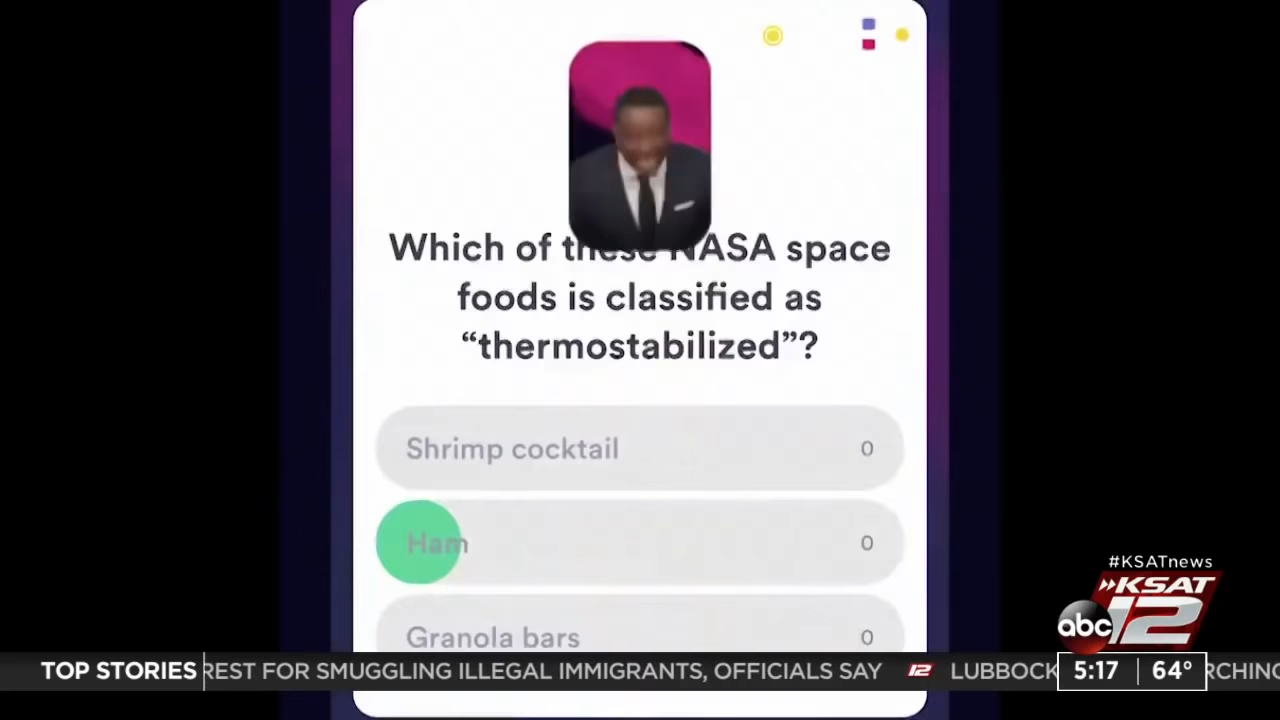 Which of these NASA space
foods is classified as
“thermostabilized”?
Shrimp cocktail 0
Ham 0
Granola bars 0
#KSATnews
KSAT
abc 12
TOP STORIES REST FOR SMUGGLING ILLEGAL IMMIGRANTS, OFFICIALS SAY 12 LUBBOCK 5:17 64° RCHING